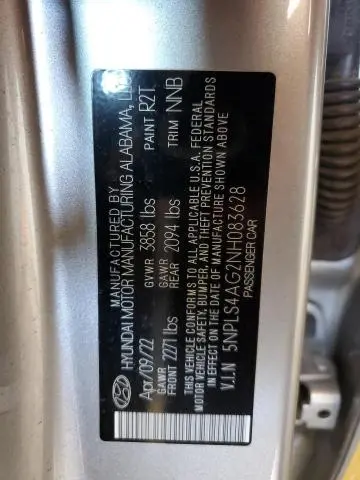 MANUFACTURED BY
HYUNDAI MOTOR MANUFACTURING ALABAMA, LLC
Apr/09/22 GVWR 3858 lbs PAINT R2T
GAWR FRONT 2271 lbs GAWR REAR 2094 lbs TRIM NNB
THIS VEHICLE CONFORMS TO ALL APPLICABLE U.S.A. FEDERAL
MOTOR VEHICLE SAFETY, BUMPER, AND THEFT PREVENTION STANDARDS
IN EFFECT ON THE DATE OF MANUFACTURE SHOWN ABOVE.
V.I.N 5NPLS4AG2NH083628
PASSENGER CAR